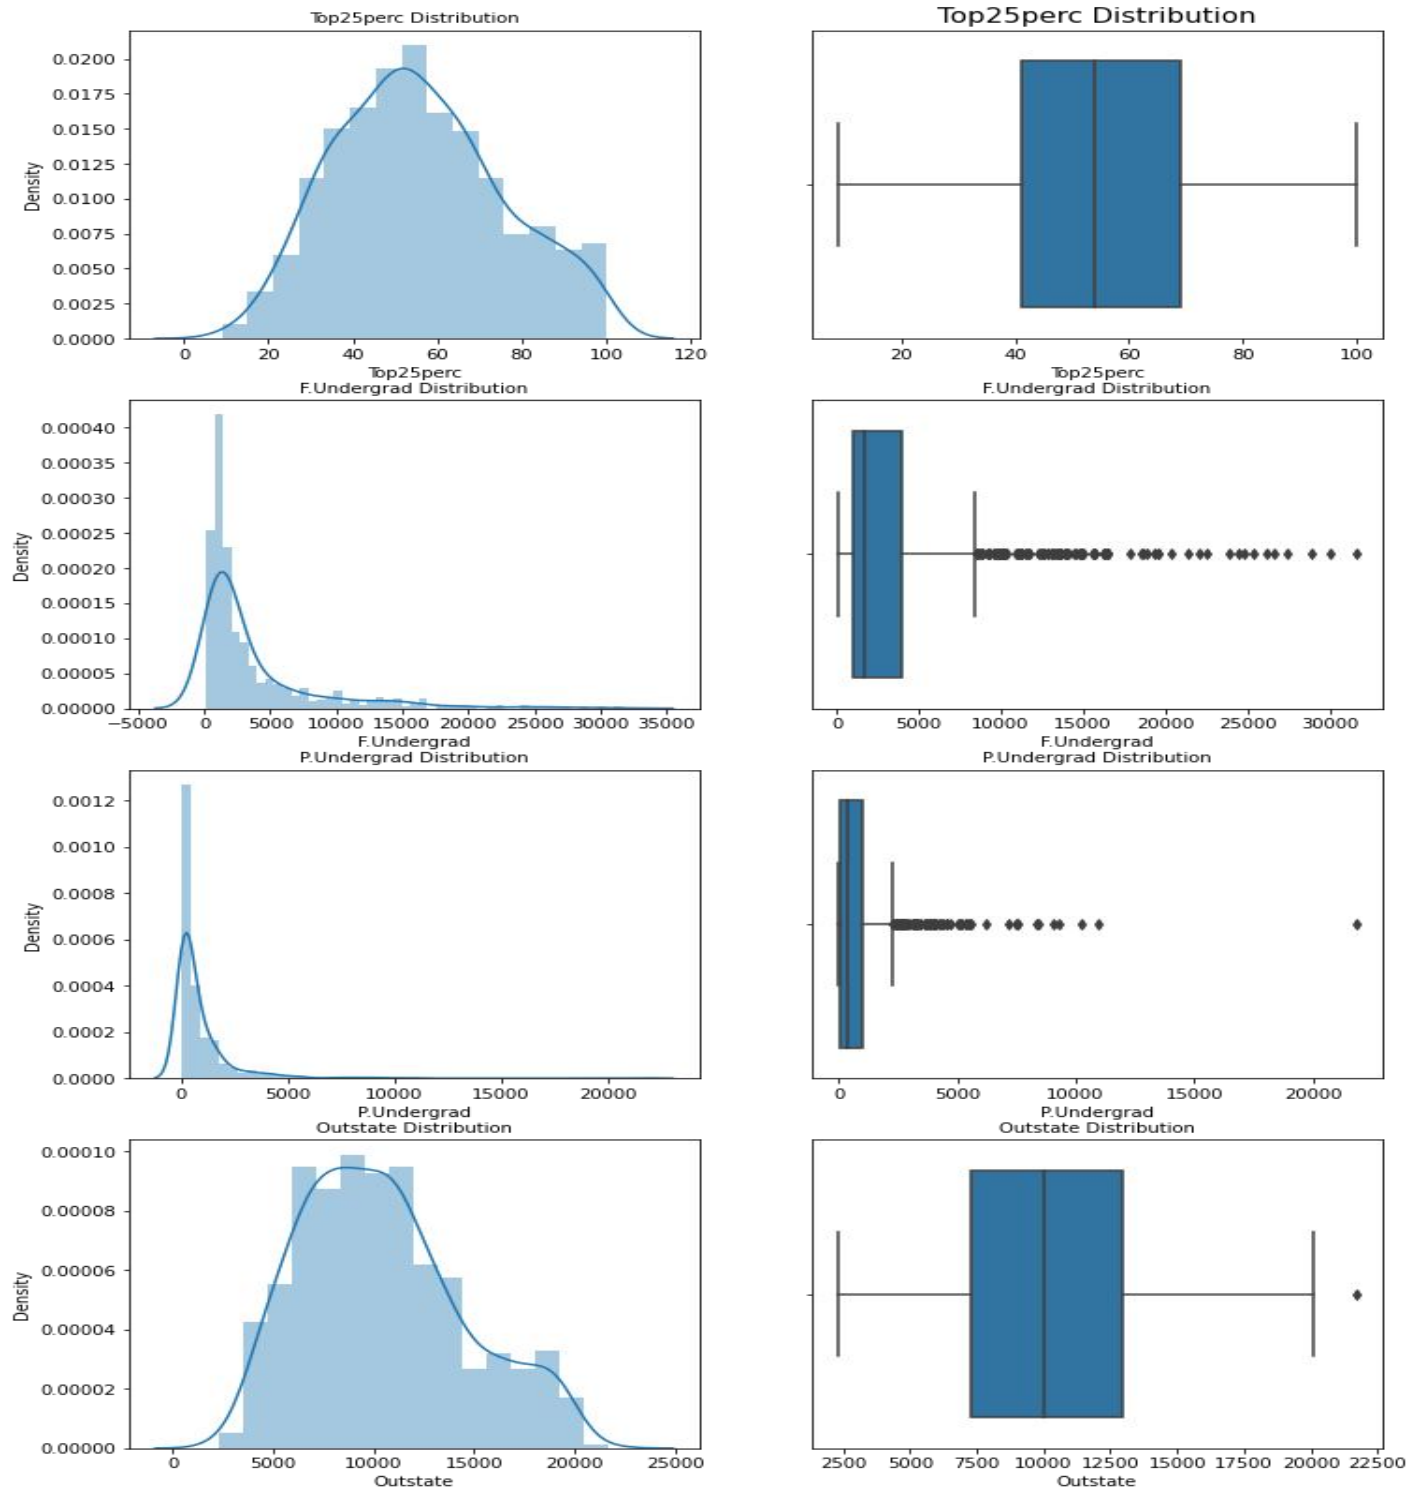 Top25perc Distribution
Top25perc Distribution
0.0200
0.0175
0.0150
0.0125
0.0100
0.0075
0.0050
0.0025
0.0000
Density
0 20 40 60 80 100 120
20 40 60 80 100
Top25perc
Top25perc
F.Undergrad Distribution
F.Undergrad Distribution
0.00040
0.00035
0.00030
0.00025
0.00020
0.00015
0.00010
0.00005
0.00000
Density
−5000 0 5000 10000 15000 20000 25000 30000 35000
0 5000 10000 15000 20000 25000 30000
F.Undergrad
F.Undergrad
P.Undergrad Distribution
P.Undergrad Distribution
0.0012
0.0010
0.0008
0.0006
0.0004
0.0002
0.0000
Density
0 5000 10000 15000 20000
0 5000 10000 15000 20000
P.Undergrad
P.Undergrad
Outstate Distribution
Outstate Distribution
0.00010
0.00008
0.00006
0.00004
0.00002
0.00000
Density
0 5000 10000 15000 20000 25000
2500 5000 7500 10000 12500 15000 17500 20000 22500
Outstate
Outstate